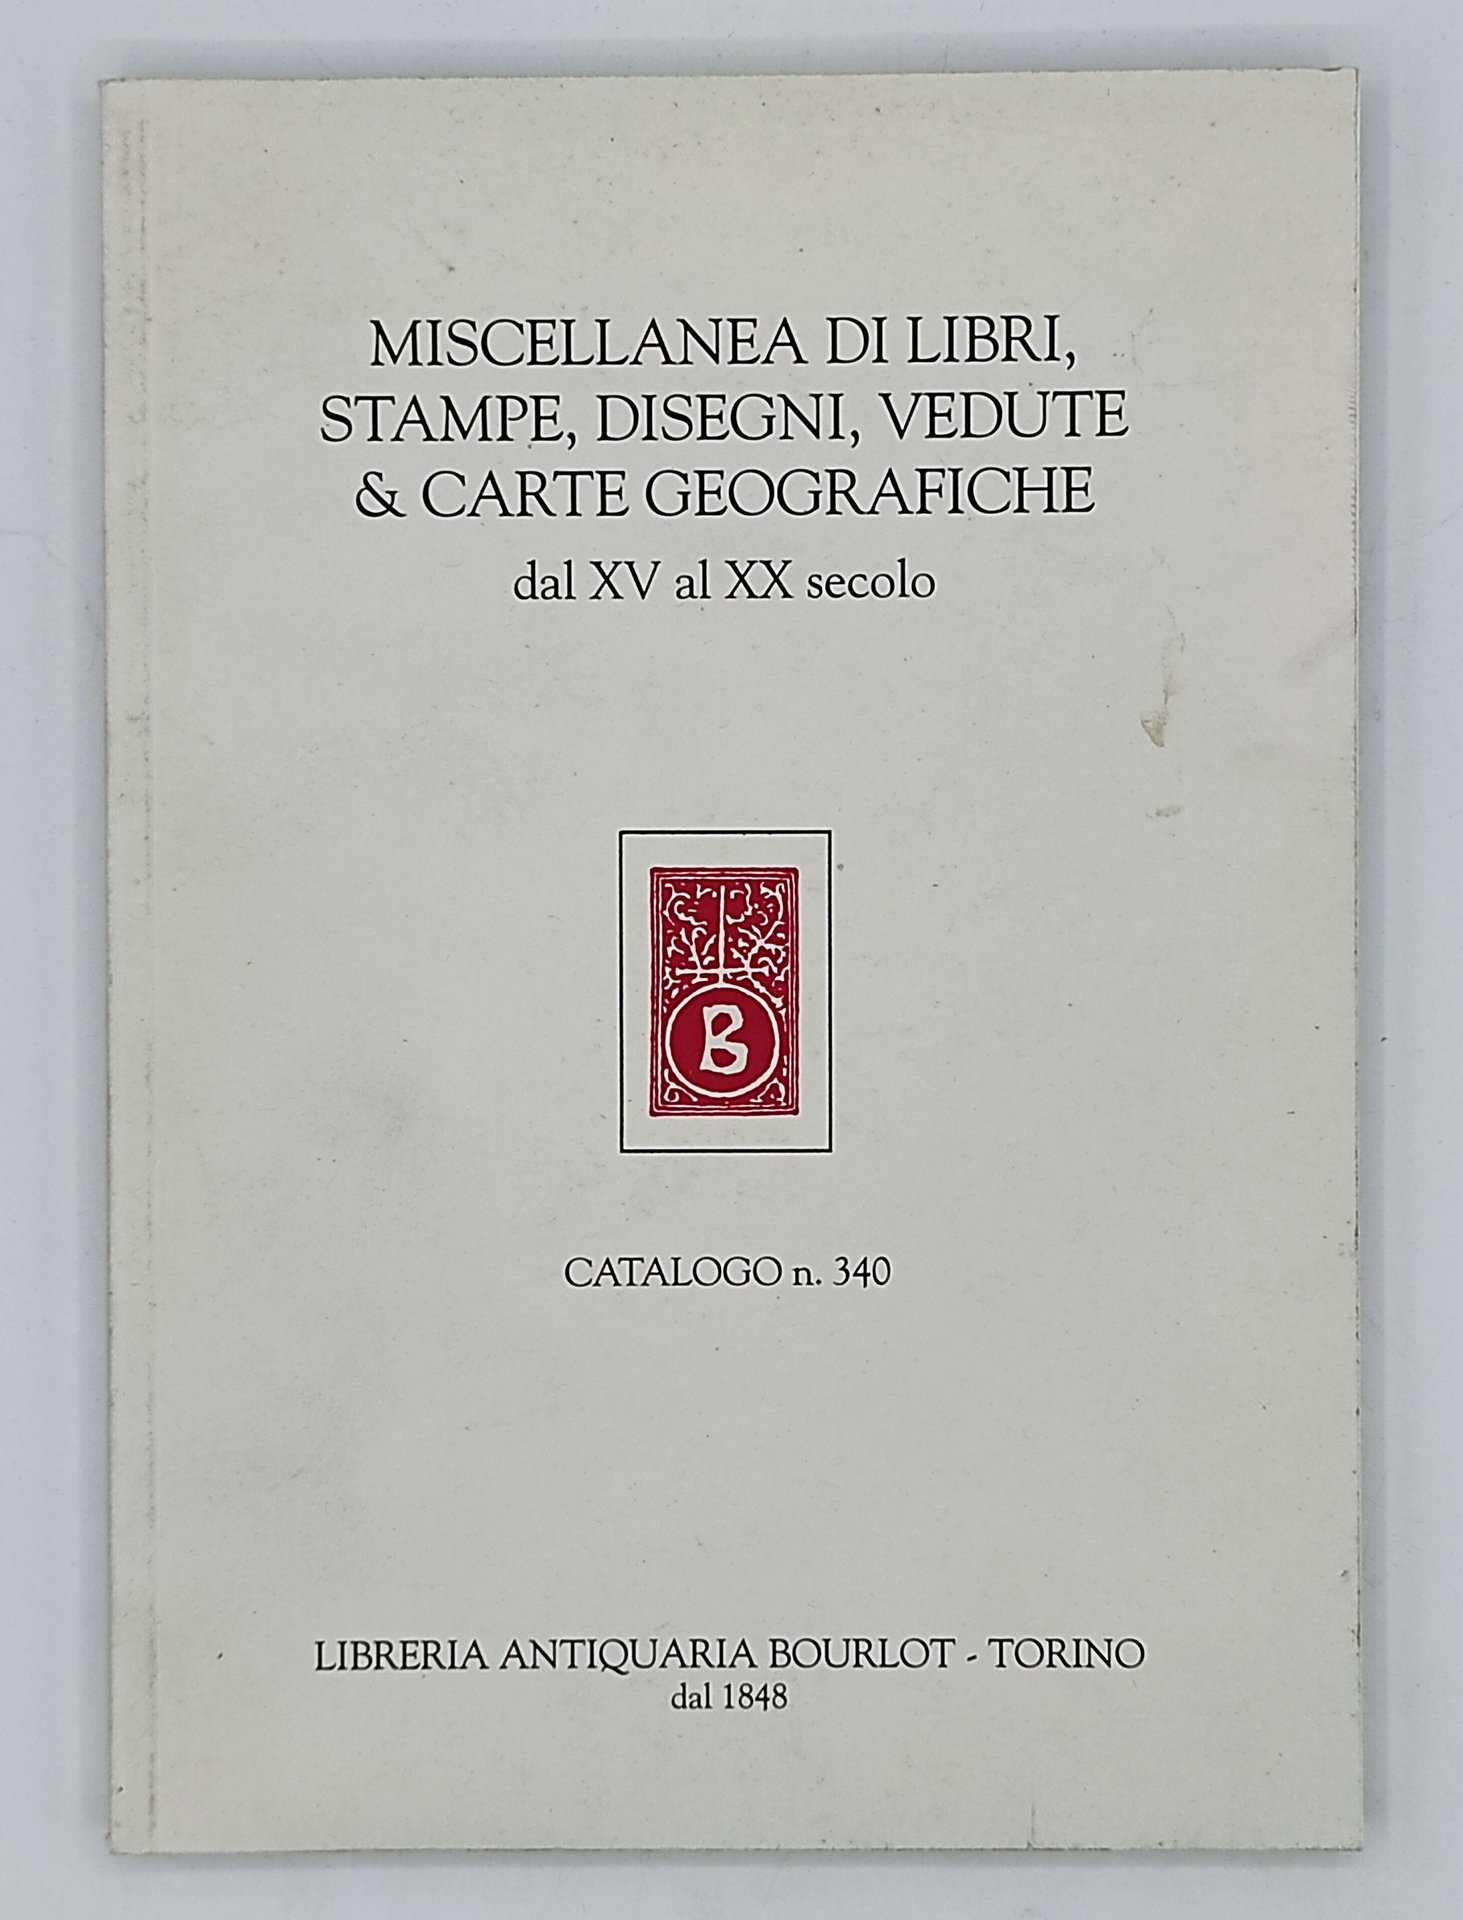 MISCELLANEA DI LIBRI,
STAMPE, DISEGNI, VEDUTE
& CARTE GEOGRAFICHE
dal XV al XX secolo
B
CATALOGO n. 340
LIBRERIA ANTIQUARIA BOURLOT - TORINO
dal 1848